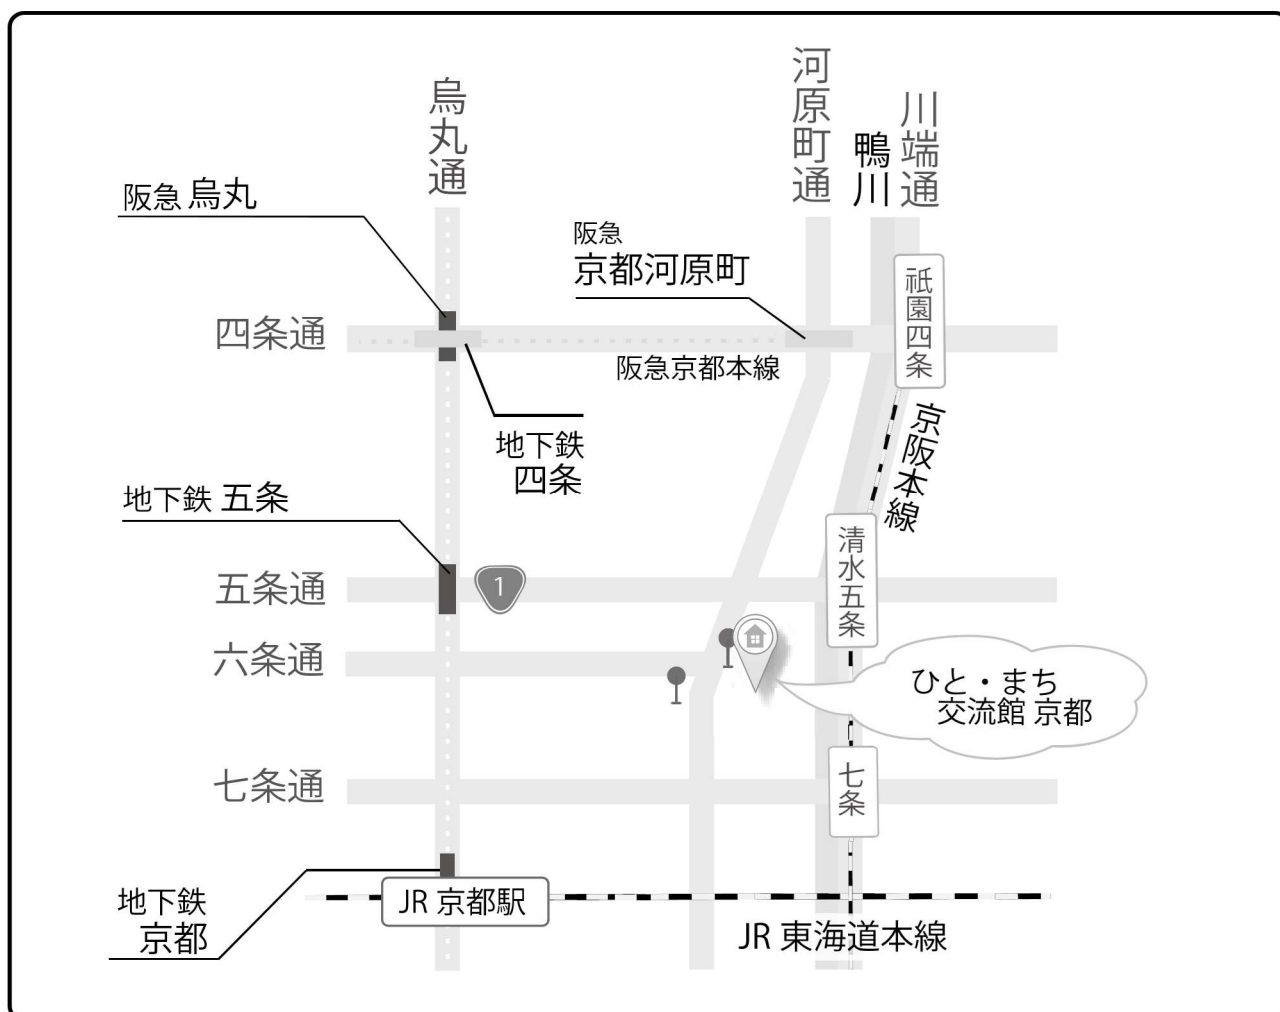 烏丸通
河原町通
鴨川
川端通
阪急 烏丸
阪急
京都河原町
祇園四条
四条通
阪急京都本線
地下鉄
四条
京阪本線
地下鉄 五条
清水五条
五条通
1
六条通
ひと・まち
交流館 京都
七条通
七条
地下鉄
京都
JR 京都駅
JR 東海道本線